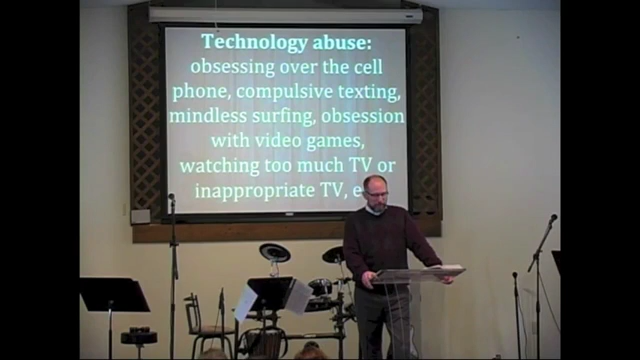 Technology abuse:
obsessing over the cell
phone, compulsive texting,
mindless surfing, obsession
with video games,
watching too much TV or
inappropriate TV, e